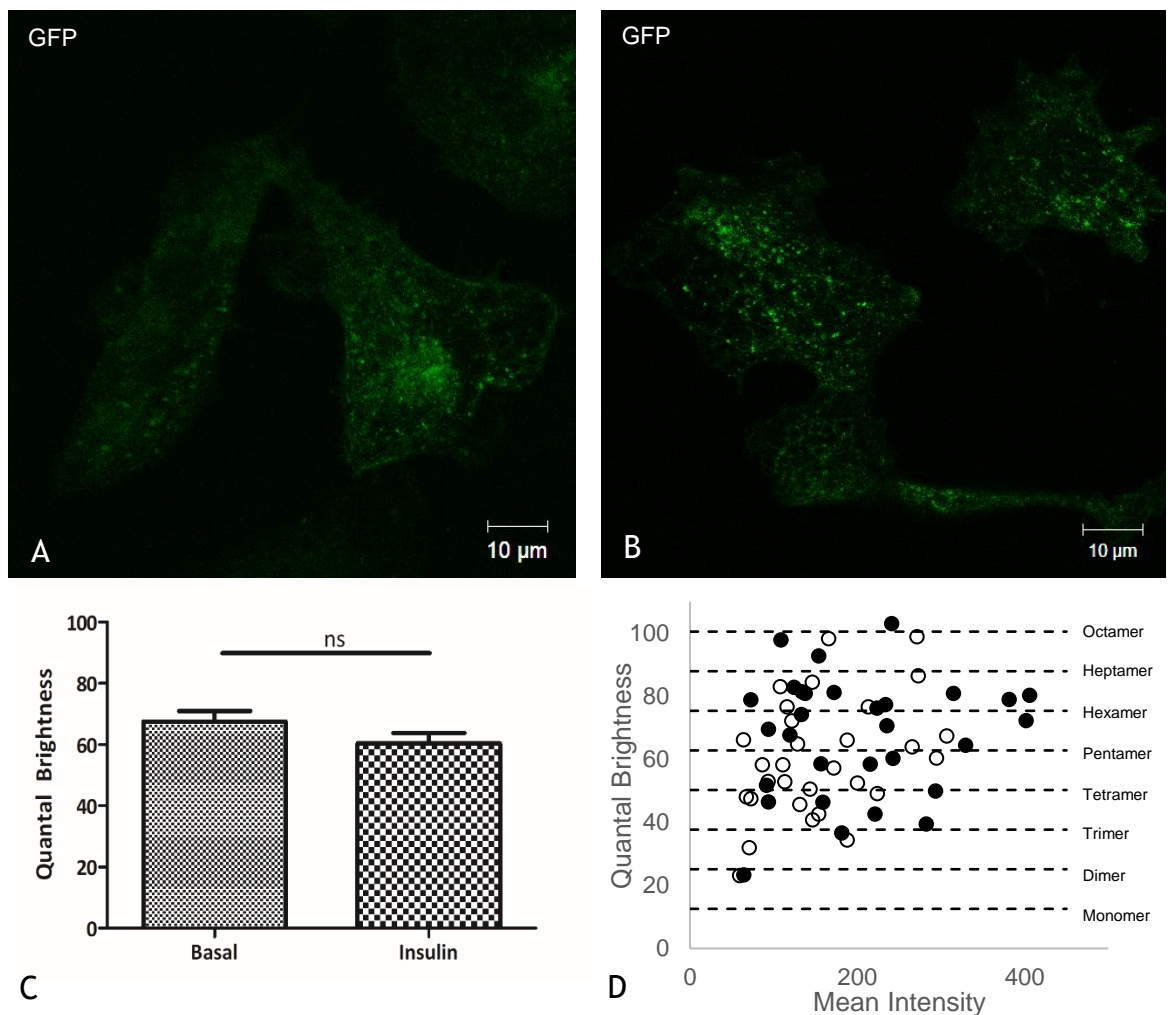 GFP
A
10 µm
GFP
B
10 µm
100
80
60
40
20
0
Quantal Brightness
ns
Basal
Insulin
C
100
80
60
40
20
0
Quantal Brightness
Octamer
Heptamer
Hexamer
Pentamer
Tetramer
Trimer
Dimer
Monomer
0 200 400
Mean Intensity
D